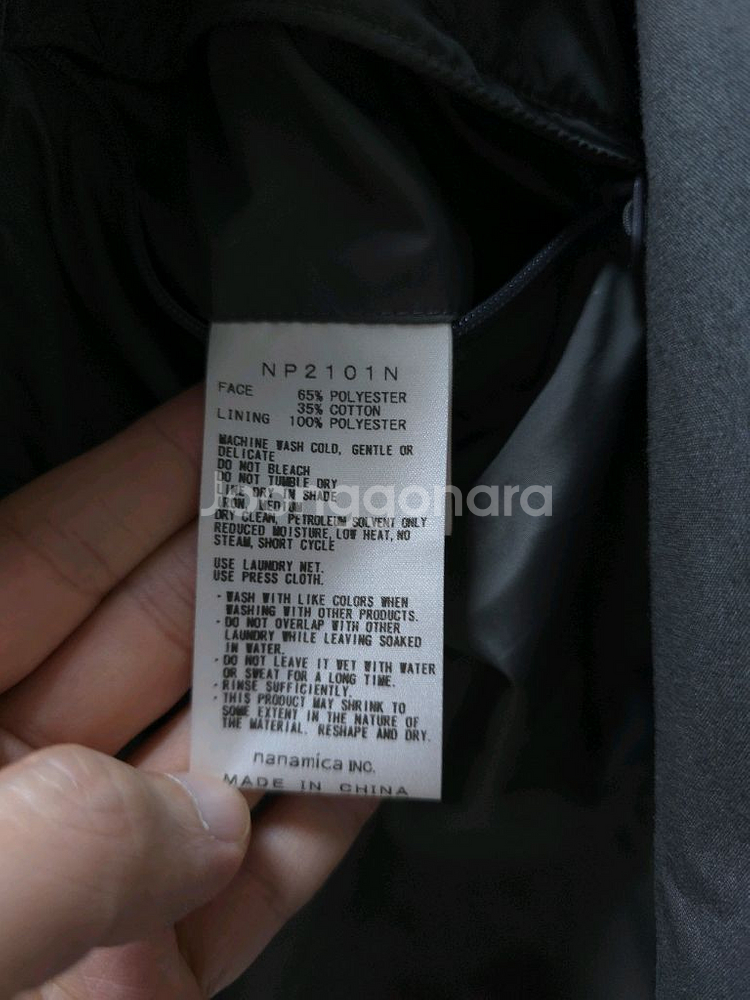 NP2101N
FACE 65% POLYESTER
35% COTTON
LINING 100% POLYESTER
MACHINE WASH COLD, GENTLE OR
DELICATE
DO NOT BLEACH
DO NOT TUMBLE DRY
LINE DRY IN SHADE
IRON MEDIUM
DRY CLEAN, PETROLEUM SOLVENT ONLY
REDUCED MOISTURE, LOW HEAT, NO
STEAM, SHORT CYCLE
USE LAUNDRY NET.
USE PRESS CLOTH.
- WASH WITH LIKE COLORS WHEN
WASHING WITH OTHER PRODUCTS.
- DO NOT OVERLAP WITH OTHER
LAUNDRY WHILE LEAVING SOAKED
IN WATER.
- DO NOT LEAVE IT WET WITH WATER
OR SWEAT FOR A LONG TIME.
- RINSE SUFFICIENTLY.
- THIS PRODUCT MAY SHRINK TO
SOME EXTENT IN THE NATURE OF
THE MATERIAL. RESHAPE AND DRY.
nanamica INC.
MADE IN CHINA
Joonggonara